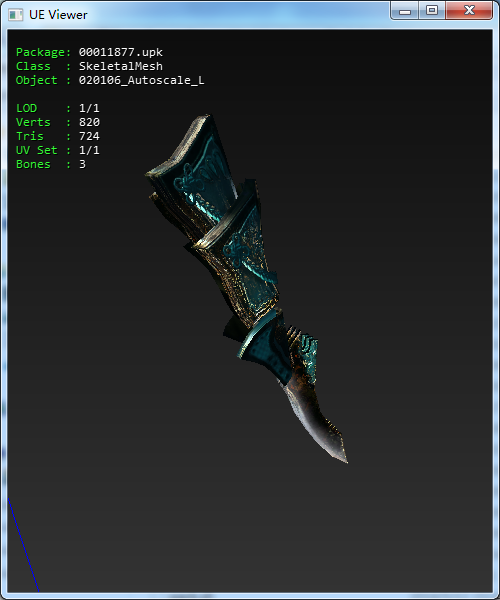 UE Viewer
Package: 00011877.upk
Class : SkeletalMesh
Object : 020106_Autoscale_L
LOD : 1/1
Verts : 820
Tris : 724
UV Set : 1/1
Bones : 3